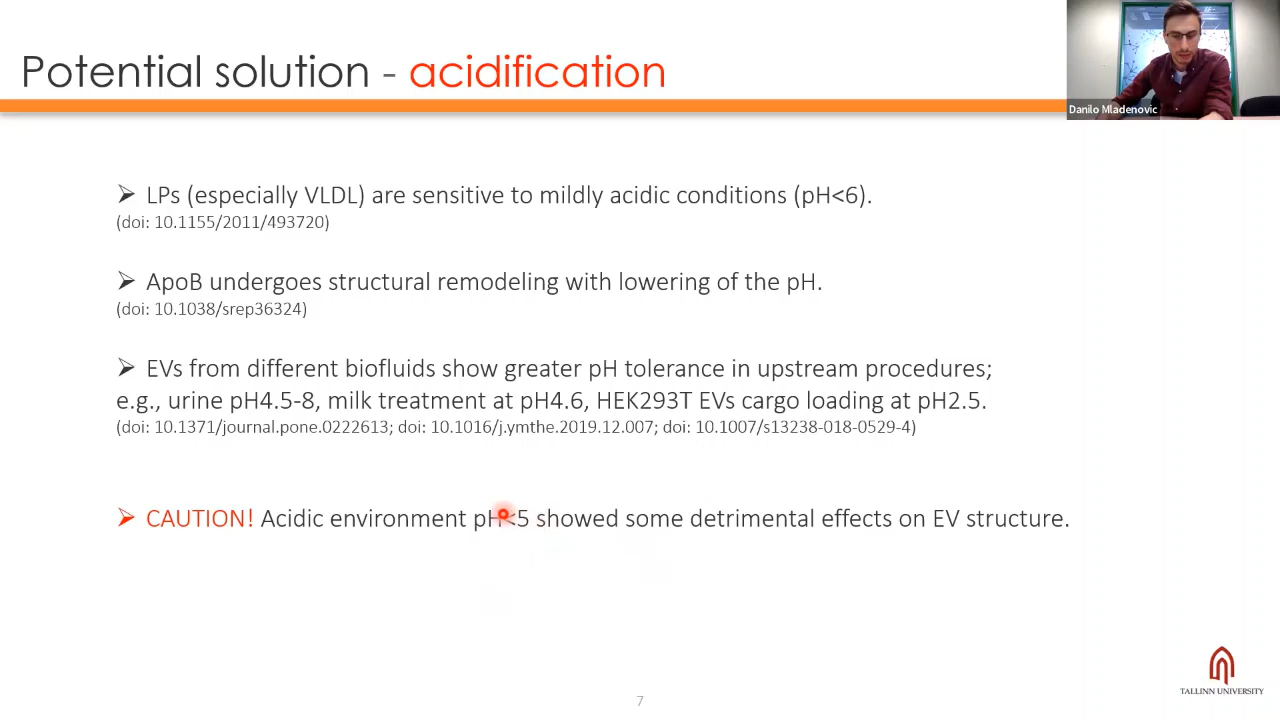 Potential solution - acidification
Danilo Mladenovic
➢ LPs (especially VLDL) are sensitive to mildly acidic conditions (pH<6).
(doi: 10.1155/2011/493720)
➢ ApoB undergoes structural remodeling with lowering of the pH.
(doi: 10.1038/srep36324)
➢ EVs from different biofluids show greater pH tolerance in upstream procedures;
e.g., urine pH4.5-8, milk treatment at pH4.6, HEK293T EVs cargo loading at pH2.5.
(doi: 10.1371/journal.pone.0222613; doi: 10.1016/j.ymthe.2019.12.007; doi: 10.1007/s13238-018-0529-4)
➢ CAUTION! Acidic environment pH<5 showed some detrimental effects on EV structure.
TALLINN UNIVERSITY
7